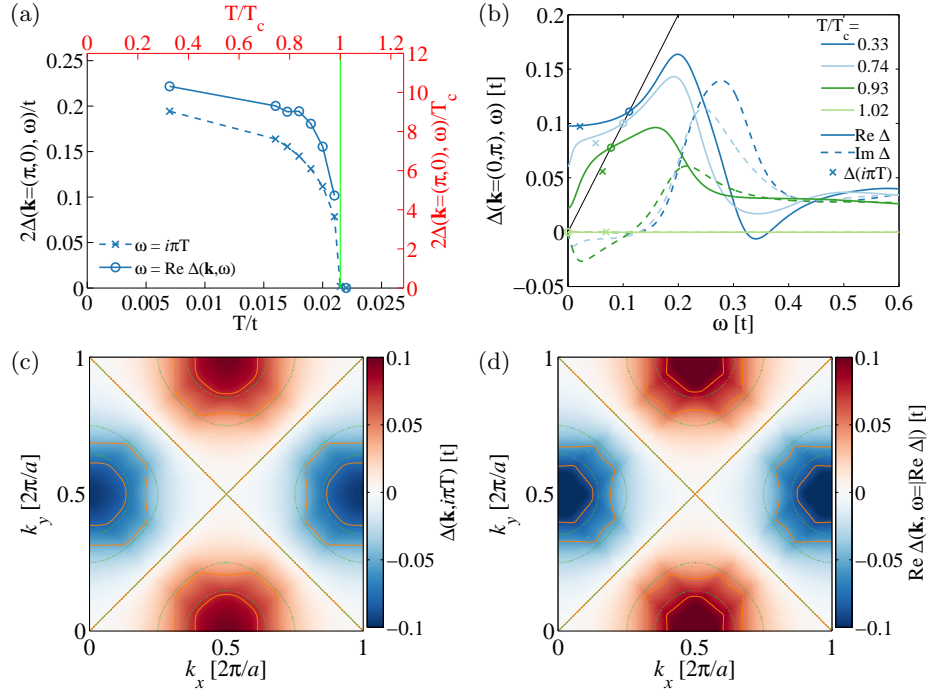 (a)
T/T_c
0 0.2 0.4 0.6 0.8 1 1.2
0.25
0.2
0.15
0.1
0.05
0
2Δ(k=(π,0), ω)/t
12
10
8
6
4
2
0
2Δ(k=(π,0), ω)/T_c
ω = iπT
ω = Re Δ(k,ω)
0 0.005 0.01 0.015 0.02 0.025
T/t
(b)
0.2
0.15
0.1
0.05
0
−0.05
Δ(k=(0,π), ω) [t]
T/T_c=
0.33
0.74
0.93
1.02
Re Δ
Im Δ
Δ(iπT)
0 0.1 0.2 0.3 0.4 0.5 0.6
ω [t]
(c)
1
0.5
0
k_y [2π/a]
0 0.5 1
k_x [2π/a]
0.1
0.05
0
−0.05
−0.1
Δ(k,iπT) [t]
(d)
1
0.5
0
k_y [2π/a]
0 0.5 1
k_x [2π/a]
0.1
0.05
0
−0.05
−0.1
Re Δ(k, ω=|Re Δ|) [t]